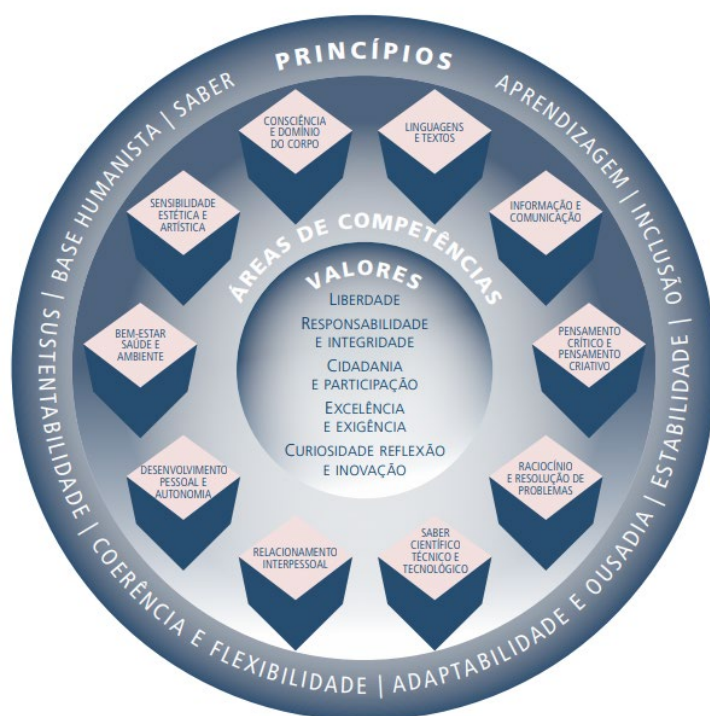 PRINCÍPIOS
APRENDIZAGEM | INCLUSÃO | ESTABILIDADE | ADAPTABILIDADE E OUSADIA | COERÊNCIA E FLEXIBILIDADE | SUSTENTABILIDADE | BASE HUMANISTA | SABER
ÁREAS DE COMPETÊNCIAS
LINGUAGENS
E TEXTOS
INFORMAÇÃO E
COMUNICAÇÃO
PENSAMENTO
CRÍTICO E
PENSAMENTO
CRIATIVO
RACIOCÍNIO
E RESOLUÇÃO DE
PROBLEMAS
SABER
CIENTÍFICO
TÉCNICO E
TECNOLÓGICO
RELACIONAMENTO
INTERPESSOAL
DESENVOLVIMENTO
PESSOAL E
AUTONOMIA
BEM-ESTAR
SAÚDE E
AMBIENTE
SENSIBILIDADE
ESTÉTICA E
ARTÍSTICA
CONSCIÊNCIA
E DOMÍNIO
DO CORPO
VALORES
LIBERDADE
RESPONSABILIDADE
E INTEGRIDADE
CIDADANIA
E PARTICIPAÇÃO
EXCELÊNCIA
E EXIGÊNCIA
CURIOSIDADE REFLEXÃO
E INOVAÇÃO